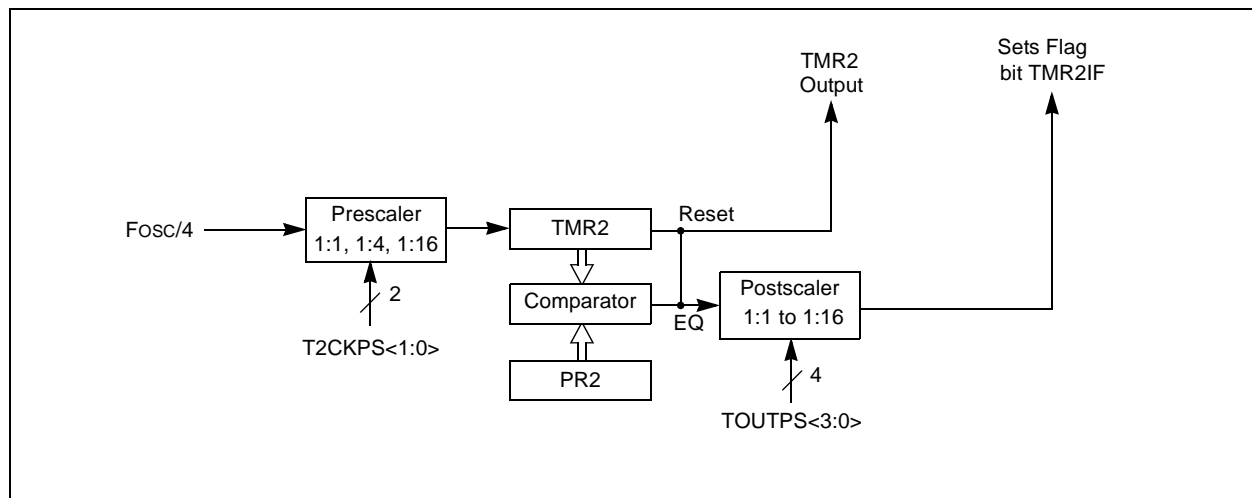 TMR2
Output
Sets Flag
bit TMR2IF
FOSC/4
Prescaler
1:1, 1:4, 1:16
TMR2
Reset
2
T2CKPS<1:0>
Comparator
EQ
Postscaler
1:1 to 1:16
PR2
4
TOUTPS<3:0>